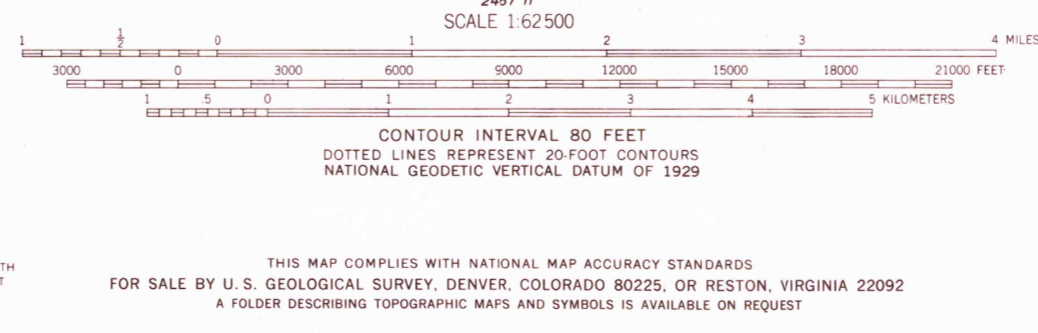 SCALE 1:62500
1 ½ 0 1 2 3 4 MILES
3000 0 3000 6000 9000 12000 15000 18000 21000 FEET
1 .5 0 1 2 3 4 5 KILOMETERS
CONTOUR INTERVAL 80 FEET
DOTTED LINES REPRESENT 20-FOOT CONTOURS
NATIONAL GEODETIC VERTICAL DATUM OF 1929
TH
T
THIS MAP COMPLIES WITH NATIONAL MAP ACCURACY STANDARDS
FOR SALE BY U. S. GEOLOGICAL SURVEY, DENVER, COLORADO 80225, OR RESTON, VIRGINIA 22092
A FOLDER DESCRIBING TOPOGRAPHIC MAPS AND SYMBOLS IS AVAILABLE ON REQUEST